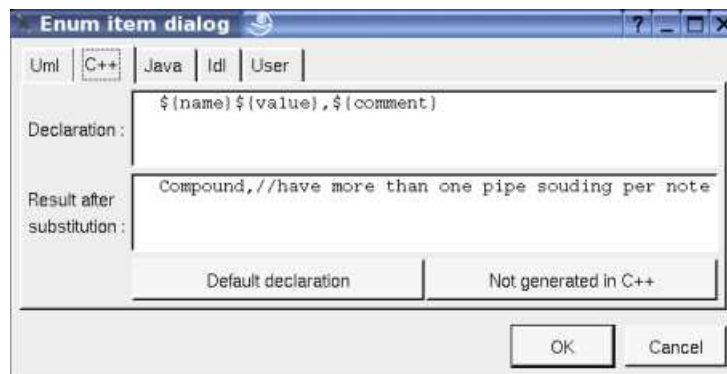 Enum item dialog
Uml C++ Java Idl User
Declaration :
${name}${value},${comment}
Result after
substitution :
Compound,//have more than one pipe souding per note
Default declaration Not generated in C++
OK Cancel